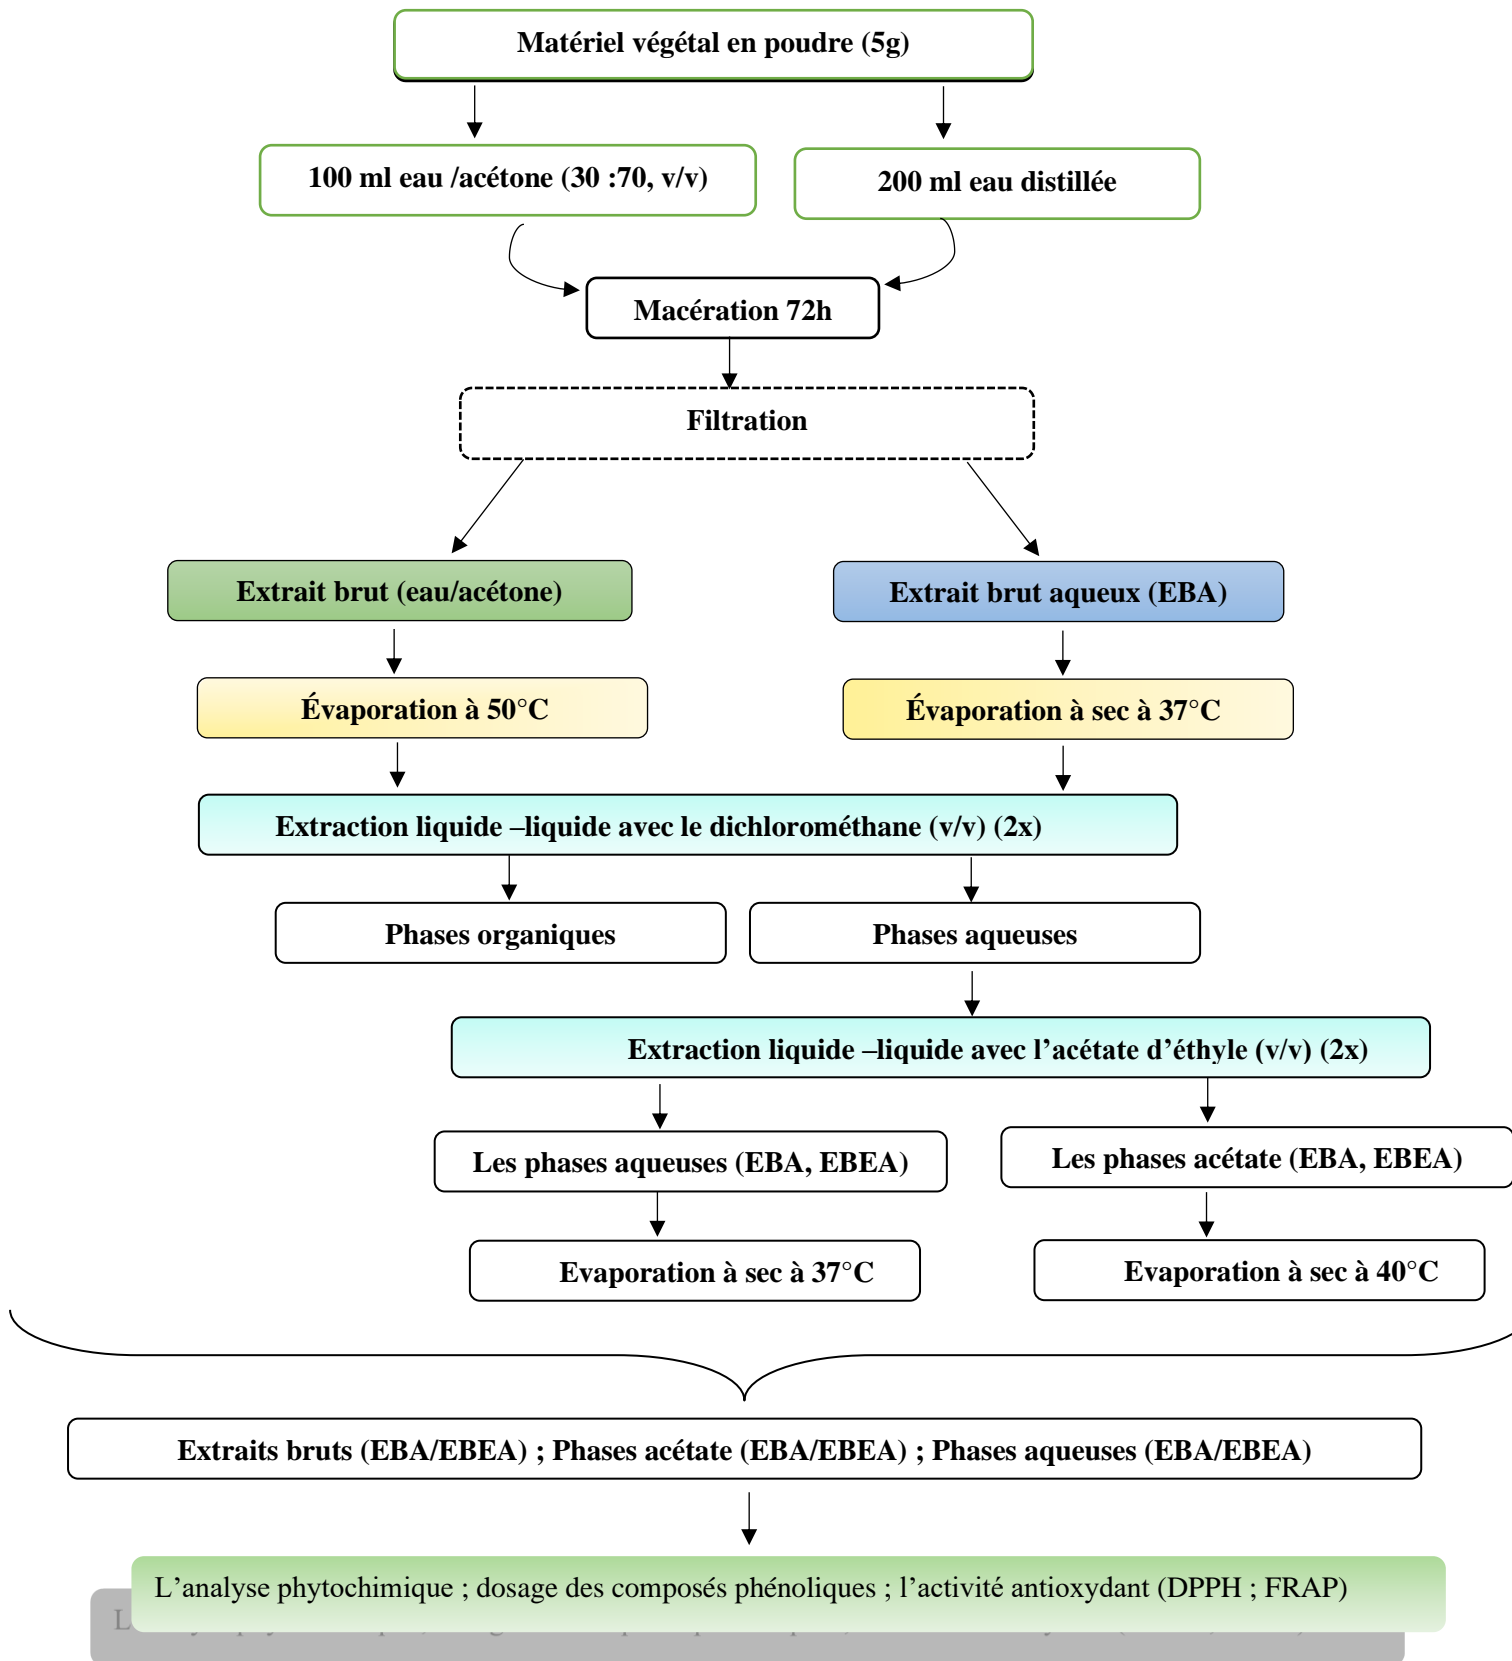 Matériel végétal en poudre (5g)
100 ml eau /acétone (30 :70, v/v)
200 ml eau distillée
Macération 72h
Filtration
Extrait brut (eau/acétone)
Extrait brut aqueux (EBA)
Évaporation à 50°C
Évaporation à sec à 37°C
Extraction liquide –liquide avec le dichlorométhane (v/v) (2x)
Phases organiques
Phases aqueuses
Extraction liquide –liquide avec l’acétate d’éthyle (v/v) (2x)
Les phases aqueuses (EBA, EBEA)
Les phases acétate (EBA, EBEA)
Evaporation à sec à 37°C
Evaporation à sec à 40°C
Extraits bruts (EBA/EBEA) ; Phases acétate (EBA/EBEA) ; Phases aqueuses (EBA/EBEA)
L’analyse phytochimique ; dosage des composés phénoliques ; l’activité antioxydant (DPPH ; FRAP)